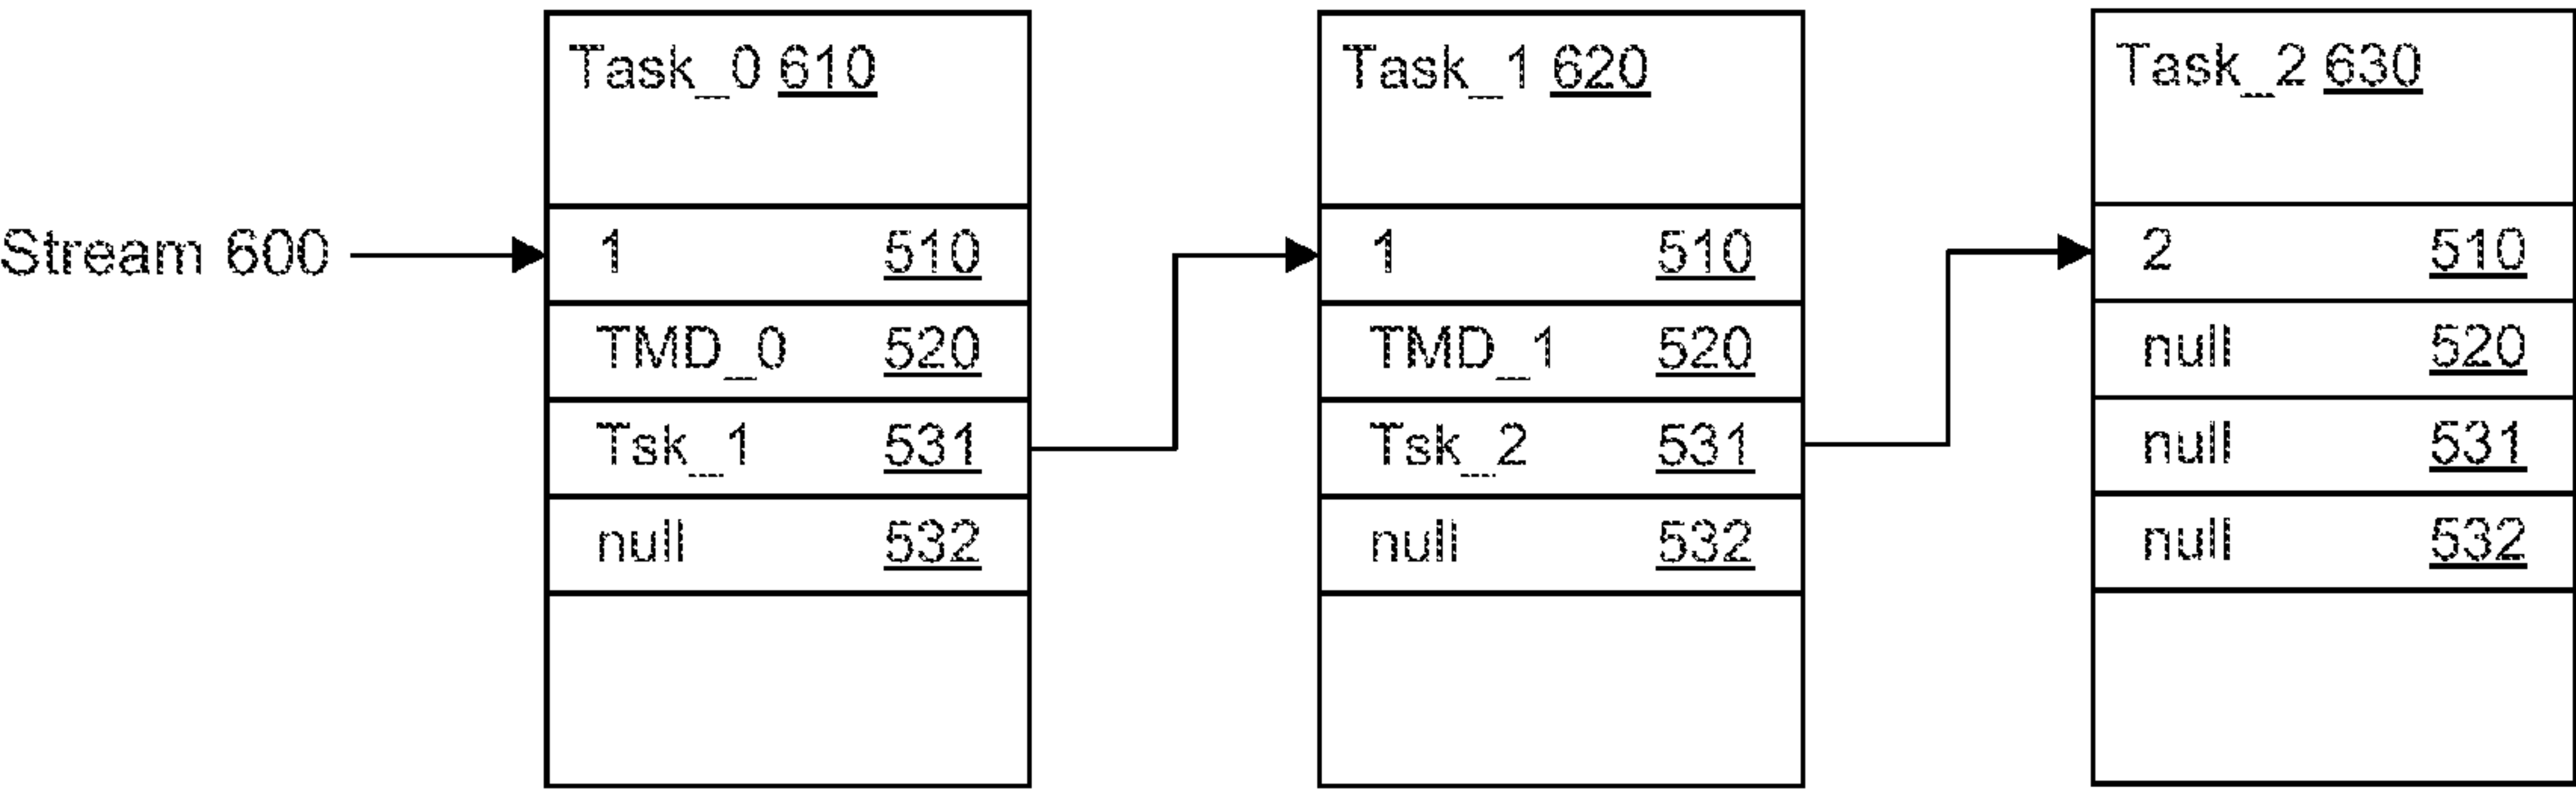 Task_0 610
Task_1 620
Task_2 630
Stream 600
1 510
1 510
2 510
TMD_0 520
TMD_1 520
null 520
Tsk_1 531
Tsk_2 531
null 531
null 532
null 532
null 532